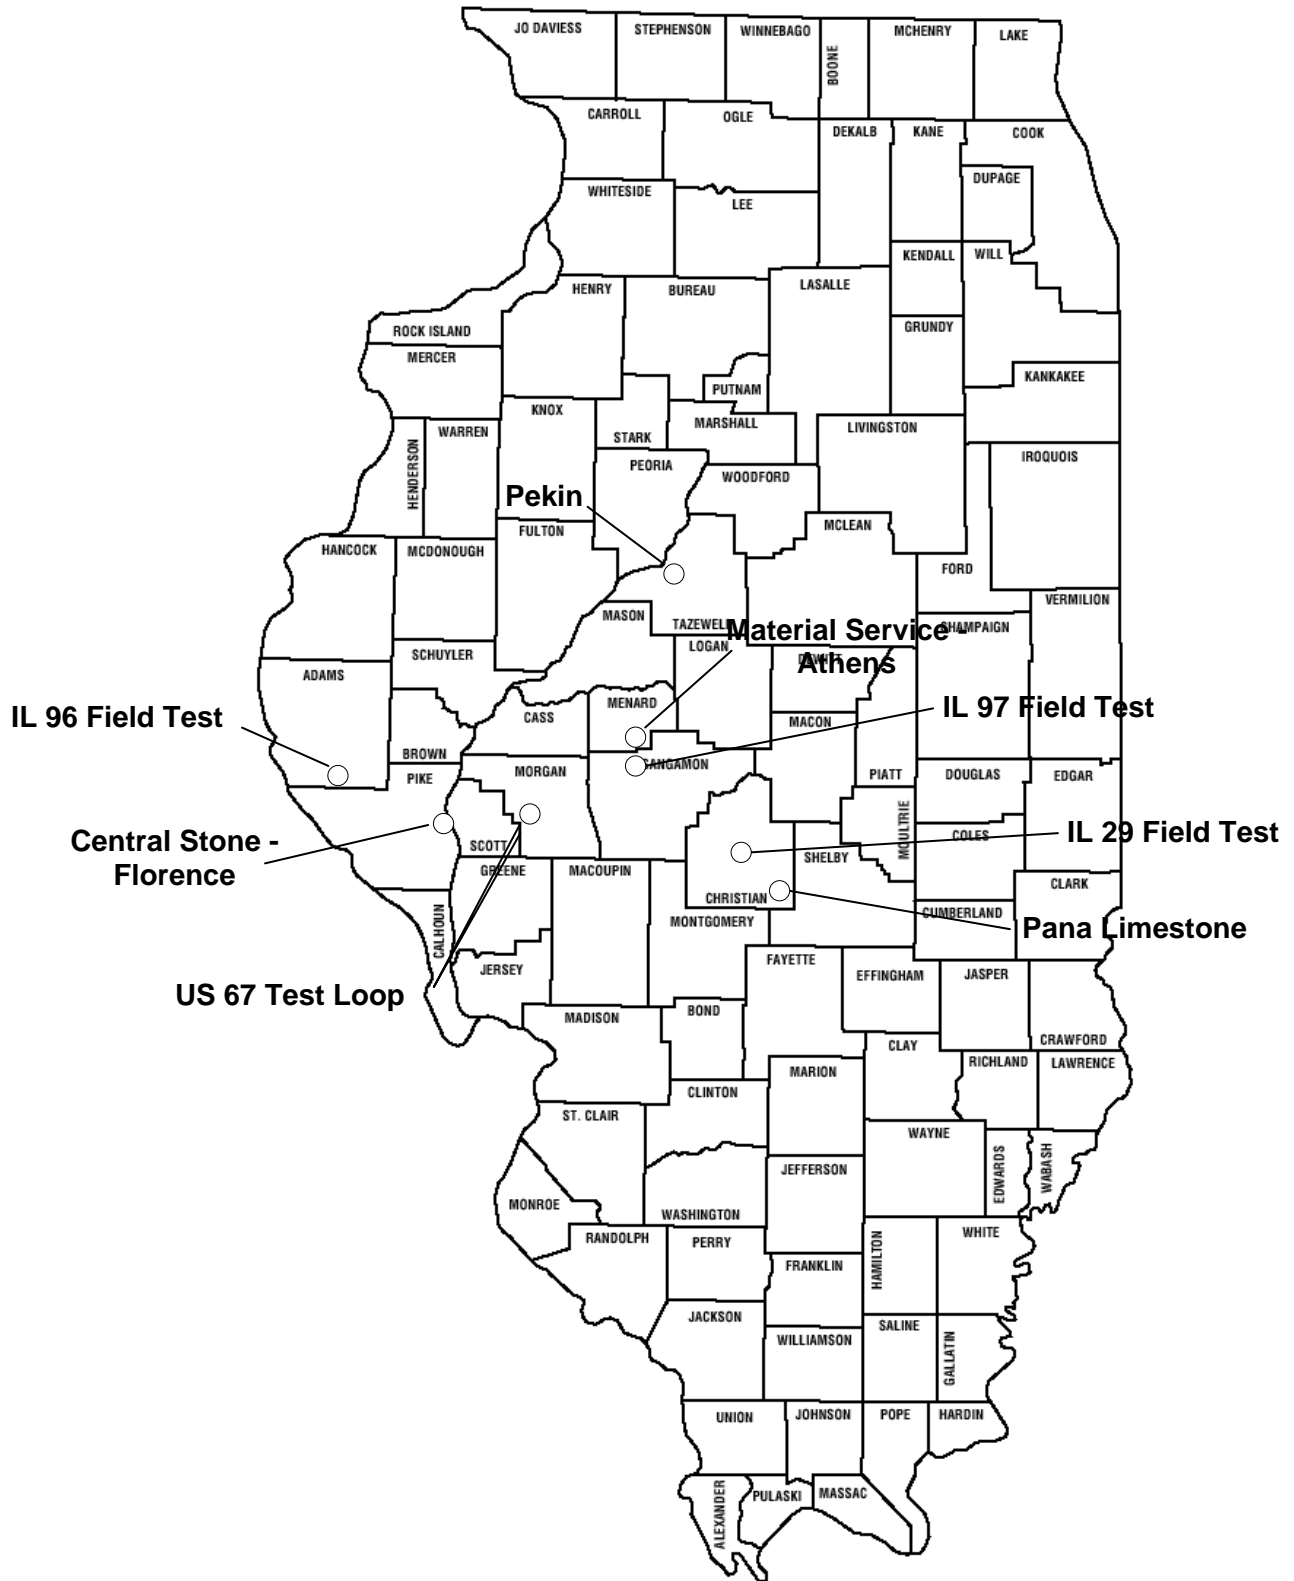 JO DAVIESS
STEPHENSON
WINNEBAGO
BOONE
MCHENRY
LAKE
CARROLL
OGLE
DEKALB
KANE
COOK
DUPAGE
WHITESIDE
LEE
KENDALL
WILL
HENRY
BUREAU
LASALLE
ROCK ISLAND
GRUNDY
MERCER
PUTNAM
KANKAKEE
KNOX
WARREN
HENDERSON
STARK
MARSHALL
LIVINGSTON
PEORIA
WOODFORD
IROQUOIS
Pekin
FULTON
MCLEAN
HANCOCK
MCDONOUGH
FORD
VERMILION
MASON
TAZEWELL
Material Service -
Athens
CHAMPAIGN
LOGAN
DEWITT
SCHUYLER
ADAMS
MENARD
CASS
IL 96 Field Test
IL 97 Field Test
MACON
BROWN
PIKE
MORGAN
SANGAMON
PIATT
DOUGLAS
EDGAR
MOULTRIE
COLES
IL 29 Field Test
Central Stone -
Florence
SCOTT
GREENE
MACOUPIN
SHELBY
CLARK
CHRISTIAN
CUMBERLAND
Pana Limestone
MONTGOMERY
CALHOUN
JERSEY
FAYETTE
EFFINGHAM
JASPER
US 67 Test Loop
MADISON
BOND
CRAWFORD
CLAY
RICHLAND
LAWRENCE
MARION
CLINTON
ST. CLAIR
WAYNE
EDWARDS
WABASH
JEFFERSON
MONROE
WASHINGTON
RANDOLPH
PERRY
HAMILTON
WHITE
FRANKLIN
JACKSON
SALINE
WILLIAMSON
GALLATIN
UNION
JOHNSON
POPE
HARDIN
ALEXANDER
PULASKI
MASSAC